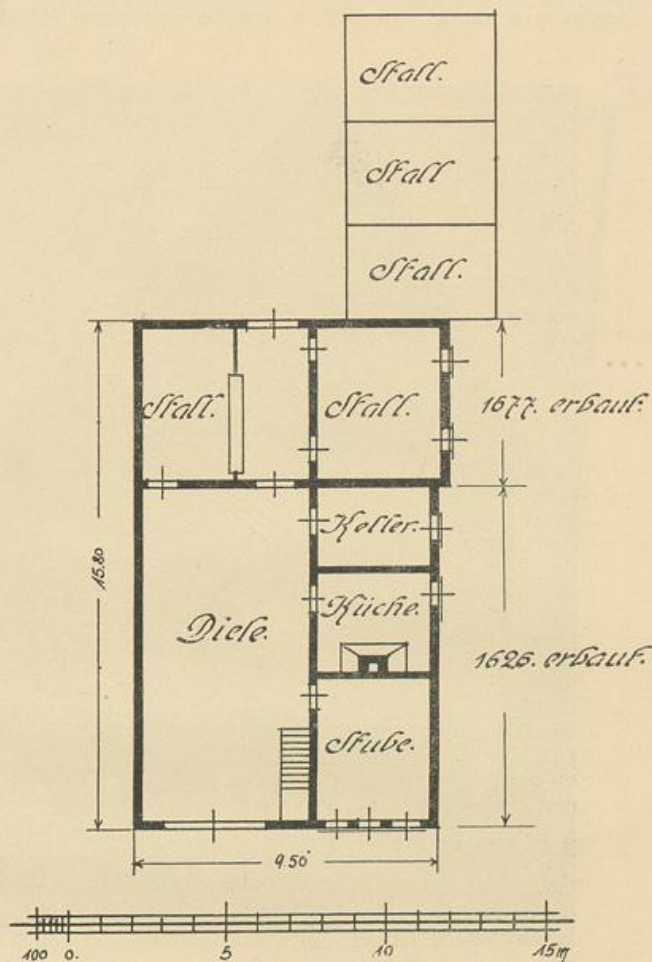 Stall.
Stall
Stall.
Stall.
Stall.
1677. erbaut.
Keller.
15.80
Küche.
Diele.
1626. erbaut.
Stube.
9.50
100 0. 5 10 15 m